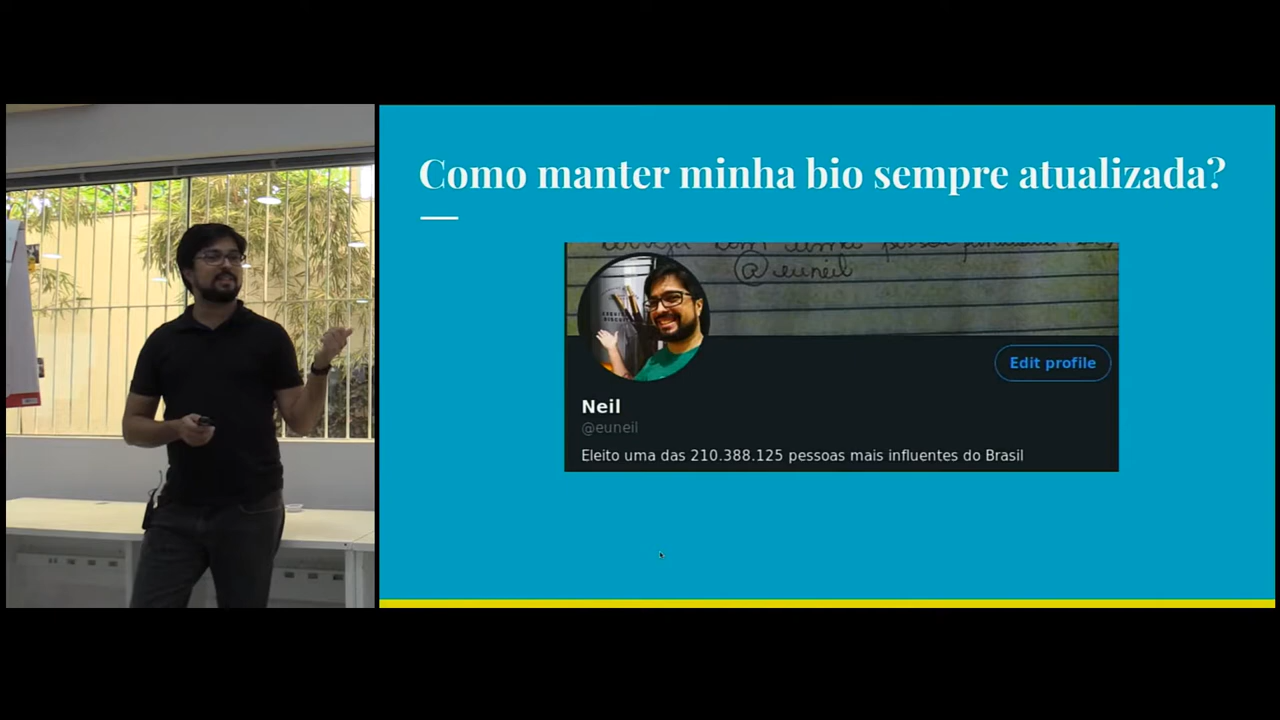 Como manter minha bio sempre atualizada?
@euneil
Edit profile
Neil
@euneil
Eleito uma das 210.388.125 pessoas mais influentes do Brasil